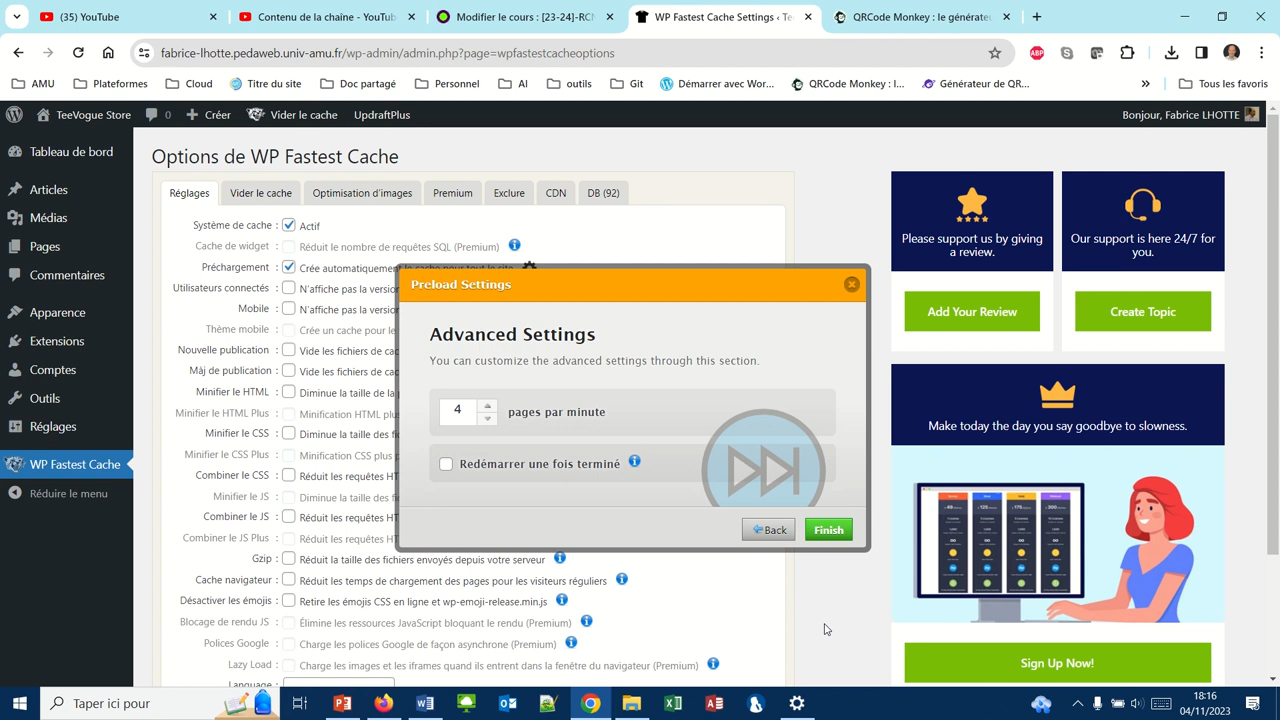 (35) YouTube
Contenu de la chaîne - YouTub
Modifier le cours : [23-24]-RCN
WP Fastest Cache Settings ‹ Tee
QRCode Monkey : le générateu
fabrice-lhotte.pedaweb.univ-amu.fr/wp-admin/admin.php?page=wpfastestcacheoptions
ABP
AMU
Plateformes
Cloud
Titre du site
Doc partagé
Personnel
AI
outils
Git
Démarrer avec Wor...
QRCode Monkey : l...
Générateur de QR...
»
Tous les favoris
TeeVogue Store
0
Créer
Vider le cache
UpdraftPlus
Bonjour, Fabrice LHOTTE
Tableau de bord
Articles
Médias
Pages
Commentaires
Apparence
Extensions
Comptes
Outils
Réglages
WP Fastest Cache
Réduire le menu
Options de WP Fastest Cache
Réglages
Vider le cache
Optimisation d'images
Premium
Exclure
CDN
DB (92)
Système de cache : Actif
Cache de widget : Réduit le nombre de requêtes SQL (Premium)
Préchargement : Crée automatiquement le cache pour tout le site
Utilisateurs connectés : N'affiche pas la version
Mobile : N'affiche pas la version
Thème mobile : Crée un cache pour le
Nouvelle publication : Vide les fichiers de cac
Màj de publication : Vide les fichiers de cac
Minifier le HTML : Diminue la taille de la p
Minifier le HTML Plus : Minification HTML plus
Minifier le CSS : Diminue la taille des fic
Minifier le CSS Plus : Minification CSS plus
Combiner le CSS : Réduit les requêtes HT
Minifier le JS : Diminue la taille des fi
Combiner le JS : Réduit les requêtes HT
Combiner le JS Plus : Réduit les requêtes HT
Gzip : Réduit la taille des fichiers envoyés depuis votre serveur
Cache navigateur : Réduit les temps de chargement des pages pour les visiteurs réguliers
Désactiver les émojis : Retire les émojis CSS en ligne et wp-emoji-release.min.js
Blocage de rendu JS : Élimine les ressources JavaScript bloquant le rendu (Premium)
Polices Google : Charge les polices Google de façon asynchrone (Premium)
Lazy Load : Charge les images et les iframes quand ils entrent dans la fenêtre du navigateur (Premium)
Language :
Preload Settings
Advanced Settings
You can customize the advanced settings through this section.
4 pages par minute
Redémarrer une fois terminé
Back
Finish
Please support us by giving
a review.
Add Your Review
Our support is here 24/7 for
you.
Create Topic
Make today the day you say goodbye to slowness.
Sign Up Now!
Taper ici pour
18:16
04/11/2023